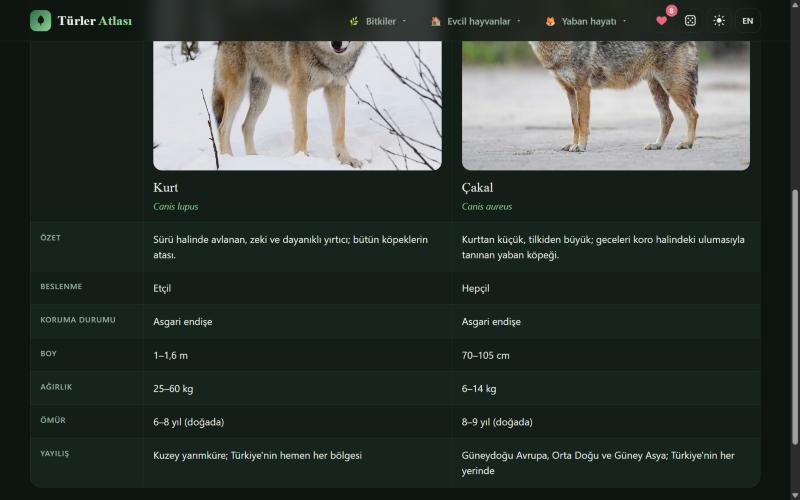 Türler Atlası
Bitkiler
Evcil hayvanlar
Yaban hayatı
8
EN
Kurt
Canis lupus
Çakal
Canis aureus
ÖZET
Sürü halinde avlanan, zeki ve dayanıklı yırtıcı; bütün köpeklerin
atası.
Kurttan küçük, tilkiden büyük; geceleri koro halindeki ulumasıyla
tanınan yaban köpeği.
BESLENME
Etçil
Hepçil
KORUMA DURUMU
Asgari endişe
Asgari endişe
BOY
1–1,6 m
70–105 cm
AĞIRLIK
25–60 kg
6–14 kg
ÖMÜR
6–8 yıl (doğada)
8–9 yıl (doğada)
YAYILIŞ
Kuzey yarımküre; Türkiye'nin hemen her bölgesi
Güneydoğu Avrupa, Orta Doğu ve Güney Asya; Türkiye'nin her
yerinde